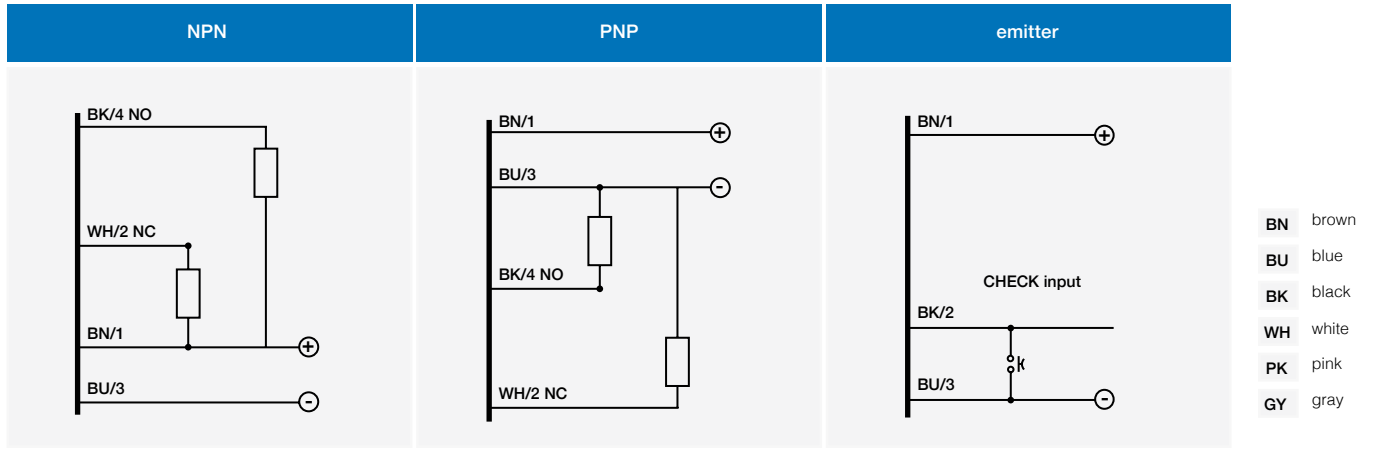 NPN
BK/4 NO
WH/2 NC
BN/1
+
BU/3
-
PNP
BN/1
+
BU/3
-
BK/4 NO
WH/2 NC
emitter
BN/1
+
CHECK input
BK/2
BU/3
-
BN brown
BU blue
BK black
WH white
PK pink
GY gray